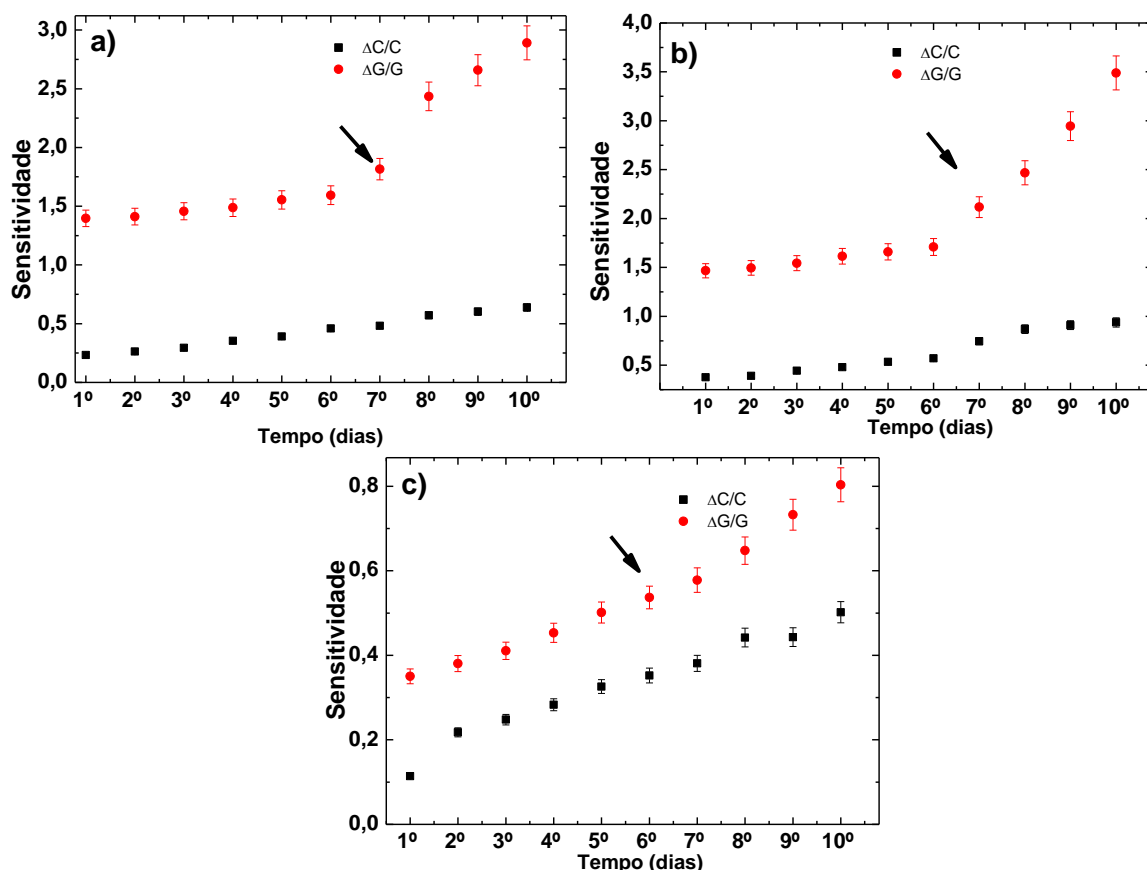 a)
ΔC/C
ΔG/G
Sensitividade
3,0
2,5
2,0
1,5
1,0
0,5
0,0
1º 2º 3º 4º 5º 6º 7º 8º 9º 10º
Tempo (dias)
b)
ΔC/C
ΔG/G
Sensitividade
4,0
3,5
3,0
2,5
2,0
1,5
1,0
0,5
1º 2º 3º 4º 5º 6º 7º 8º 9º 10º
Tempo (dias)
c)
ΔC/C
ΔG/G
Sensitividade
0,8
0,6
0,4
0,2
0,0
1º 2º 3º 4º 5º 6º 7º 8º 9º 10º
Tempo (dias)